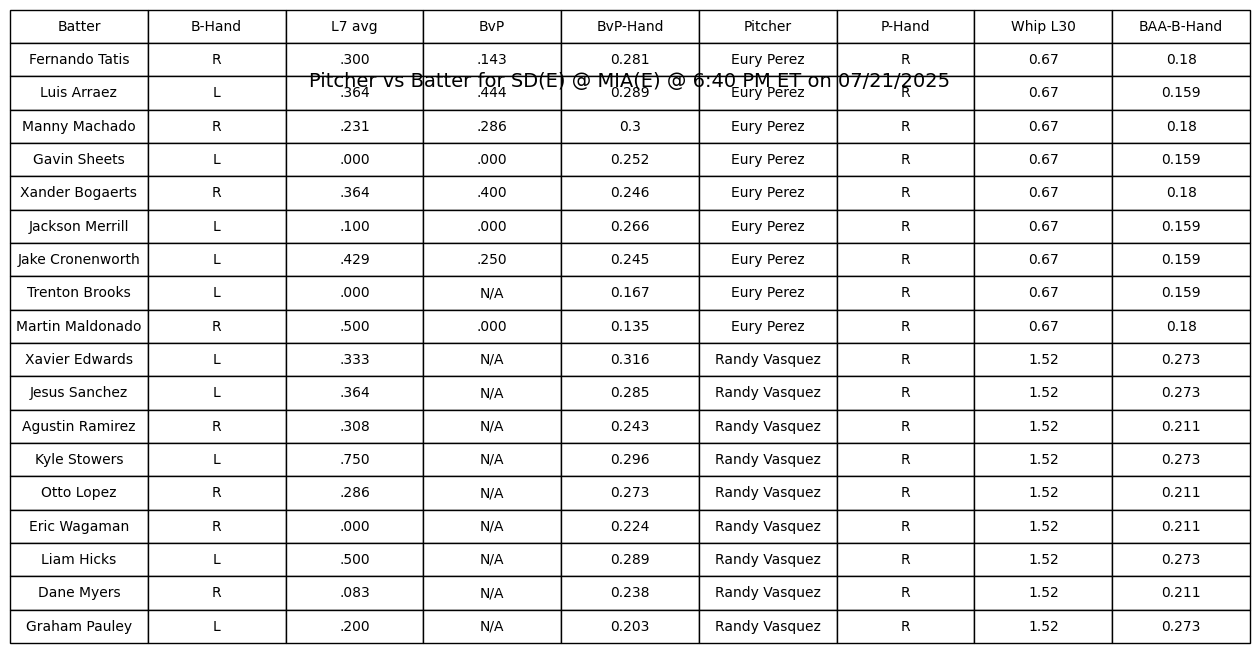 Batter B-Hand L7 avg BvP BvP-Hand Pitcher P-Hand Whip L30 BAA-B-Hand
Fernando Tatis R .300 .143 0.281 Eury Perez R 0.67 0.18
Pitcher vs Batter for SD(E) @ MIA(E) @ 6:40 PM ET on 07/21/2025
Luis Arraez L .364 .444 0.289 Eury Perez R 0.67 0.159
Manny Machado R .231 .286 0.3 Eury Perez R 0.67 0.18
Gavin Sheets L .000 .000 0.252 Eury Perez R 0.67 0.159
Xander Bogaerts R .364 .400 0.246 Eury Perez R 0.67 0.18
Jackson Merrill L .100 .000 0.266 Eury Perez R 0.67 0.159
Jake Cronenworth L .429 .250 0.245 Eury Perez R 0.67 0.159
Trenton Brooks L .000 N/A 0.167 Eury Perez R 0.67 0.159
Martin Maldonado R .500 .000 0.135 Eury Perez R 0.67 0.18
Xavier Edwards L .333 N/A 0.316 Randy Vasquez R 1.52 0.273
Jesus Sanchez L .364 N/A 0.285 Randy Vasquez R 1.52 0.273
Agustin Ramirez R .308 N/A 0.243 Randy Vasquez R 1.52 0.211
Kyle Stowers L .750 N/A 0.296 Randy Vasquez R 1.52 0.273
Otto Lopez R .286 N/A 0.273 Randy Vasquez R 1.52 0.211
Eric Wagaman R .000 N/A 0.224 Randy Vasquez R 1.52 0.211
Liam Hicks L .500 N/A 0.289 Randy Vasquez R 1.52 0.273
Dane Myers R .083 N/A 0.238 Randy Vasquez R 1.52 0.211
Graham Pauley L .200 N/A 0.203 Randy Vasquez R 1.52 0.273